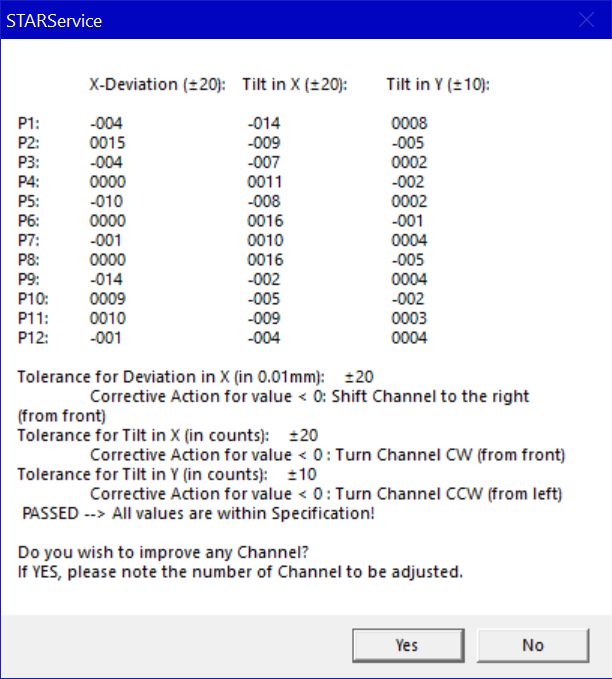 STARService
X-Deviation (±20): Tilt in X (±20): Tilt in Y (±10):
P1: -004 -014 0008
P2: 0015 -009 -005
P3: -004 -007 0002
P4: 0000 0011 -002
P5: -010 -008 0002
P6: 0000 0016 -001
P7: -001 0010 0004
P8: 0000 0016 -005
P9: -014 -002 0004
P10: 0009 -005 -002
P11: 0010 -009 0003
P12: -001 -004 0004
Tolerance for Deviation in X (in 0.01mm): ±20
Corrective Action for value < 0: Shift Channel to the right
(from front)
Tolerance for Tilt in X (in counts): ±20
Corrective Action for value < 0 : Turn Channel CW (from front)
Tolerance for Tilt in Y (in counts): ±10
Corrective Action for value < 0 : Turn Channel CCW (from left)
PASSED --> All values are within Specification!
Do you wish to improve any Channel?
If YES, please note the number of Channel to be adjusted.
Yes No